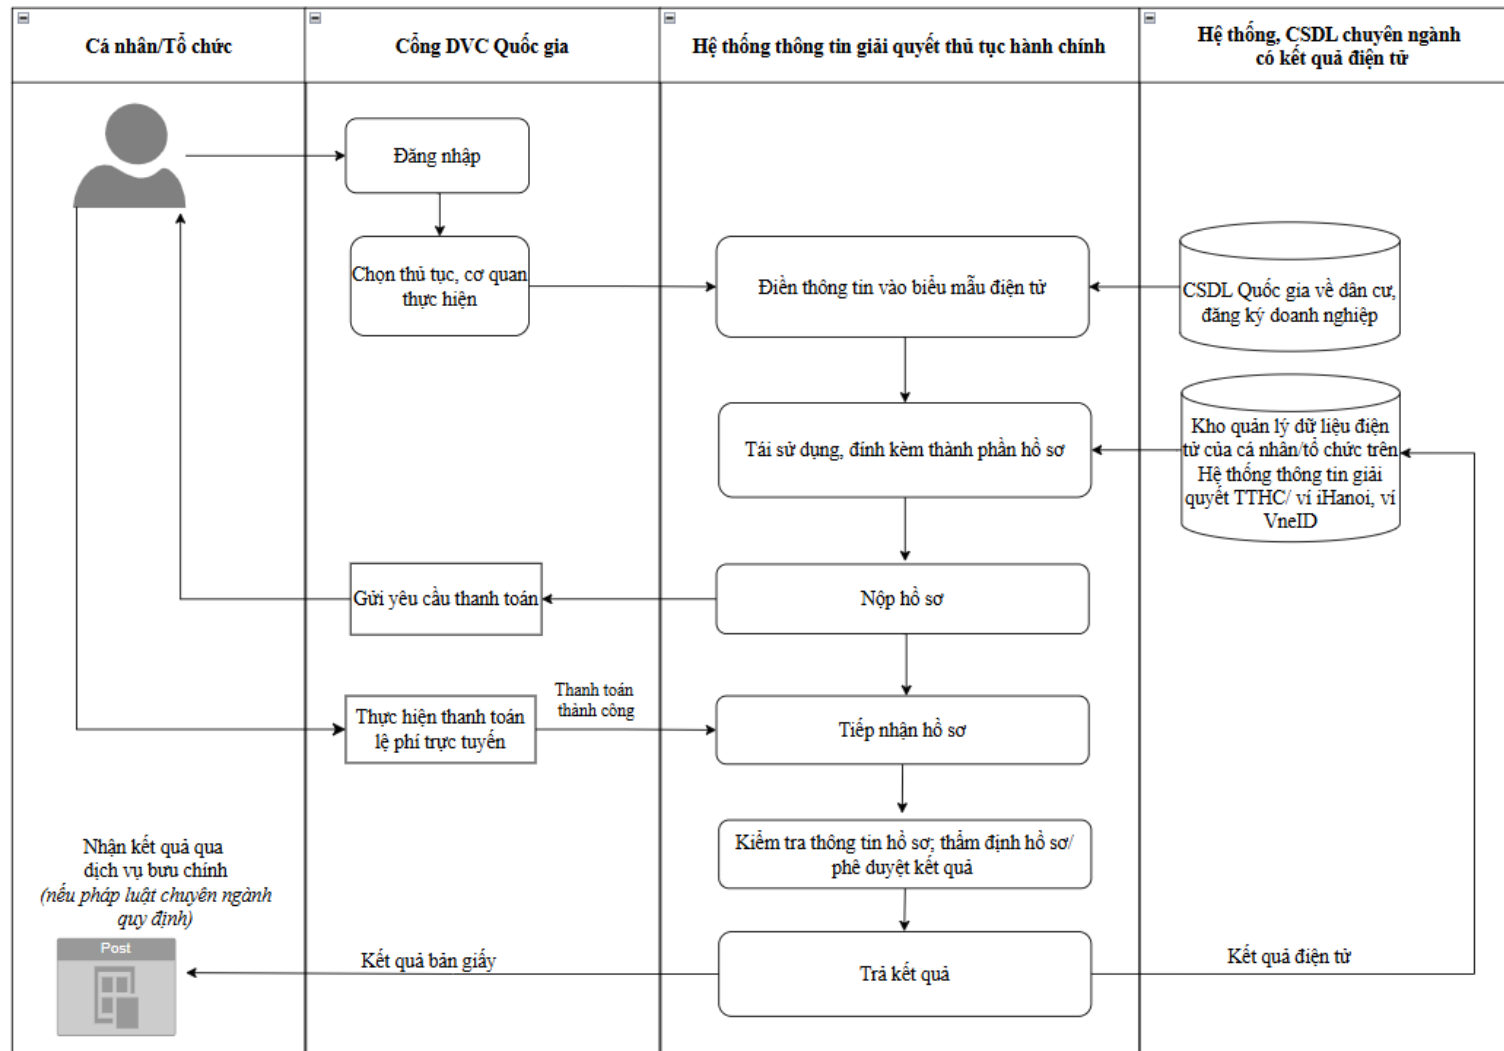 Cá nhân/Tổ chức
Cổng DVC Quốc gia
Hệ thống thông tin giải quyết thủ tục hành chính
Hệ thống, CSDL chuyên ngành
có kết quả điện tử
Đăng nhập
Chọn thủ tục, cơ quan
thực hiện
Điền thông tin vào biểu mẫu điện tử
CSDL Quốc gia về dân cư,
đăng ký doanh nghiệp
Tái sử dụng, đính kèm thành phần hồ sơ
Kho quản lý dữ liệu điện
tử của cá nhân/tổ chức trên
Hệ thống thông tin giải
quyết TTHC/ ví iHanoi, ví
VneID
Gửi yêu cầu thanh toán
Nộp hồ sơ
Thực hiện thanh toán
lệ phí trực tuyến
Thanh toán
thành công
Tiếp nhận hồ sơ
Kiểm tra thông tin hồ sơ; thẩm định hồ sơ/
phê duyệt kết quả
Nhận kết quả qua
dịch vụ bưu chính
(nếu pháp luật chuyên ngành
quy định)
Post
Kết quả bản giấy
Trả kết quả
Kết quả điện tử